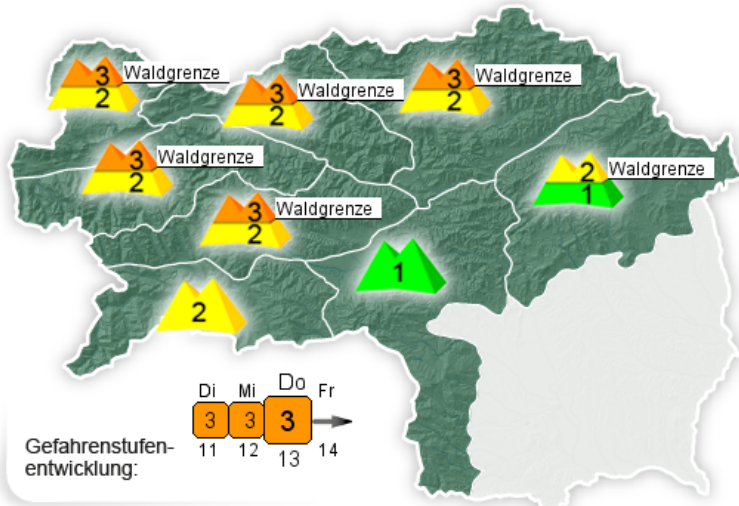 3 Waldgrenze
2
3 Waldgrenze
2
3 Waldgrenze
2
3 Waldgrenze
2
2 Waldgrenze
1
3 Waldgrenze
2
1
2
Di Mi Do Fr
3 3 3
11 12 13 14
Gefahrenstufen-
entwicklung: